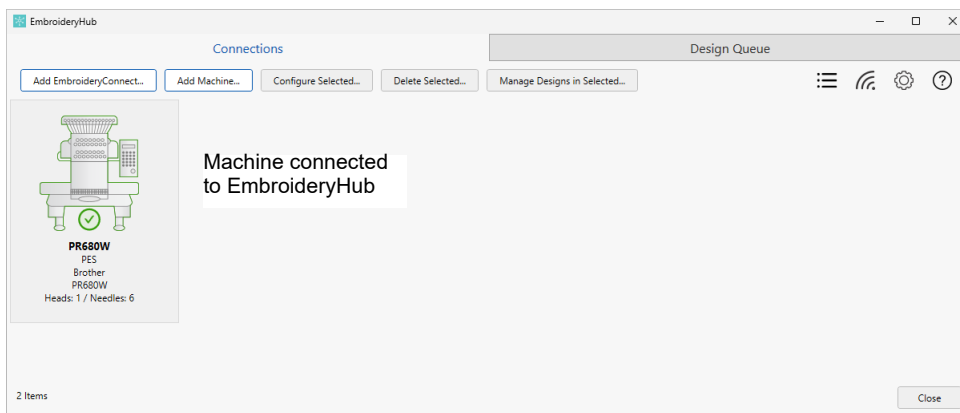 EmbroideryHub
Connections
Design Queue
Add EmbroideryConnect...
Add Machine...
Configure Selected...
Delete Selected...
Manage Designs in Selected...
Machine connected
to EmbroideryHub
PR680W
PES
Brother
PR680W
Heads: 1 / Needles: 6
2 Items
Close